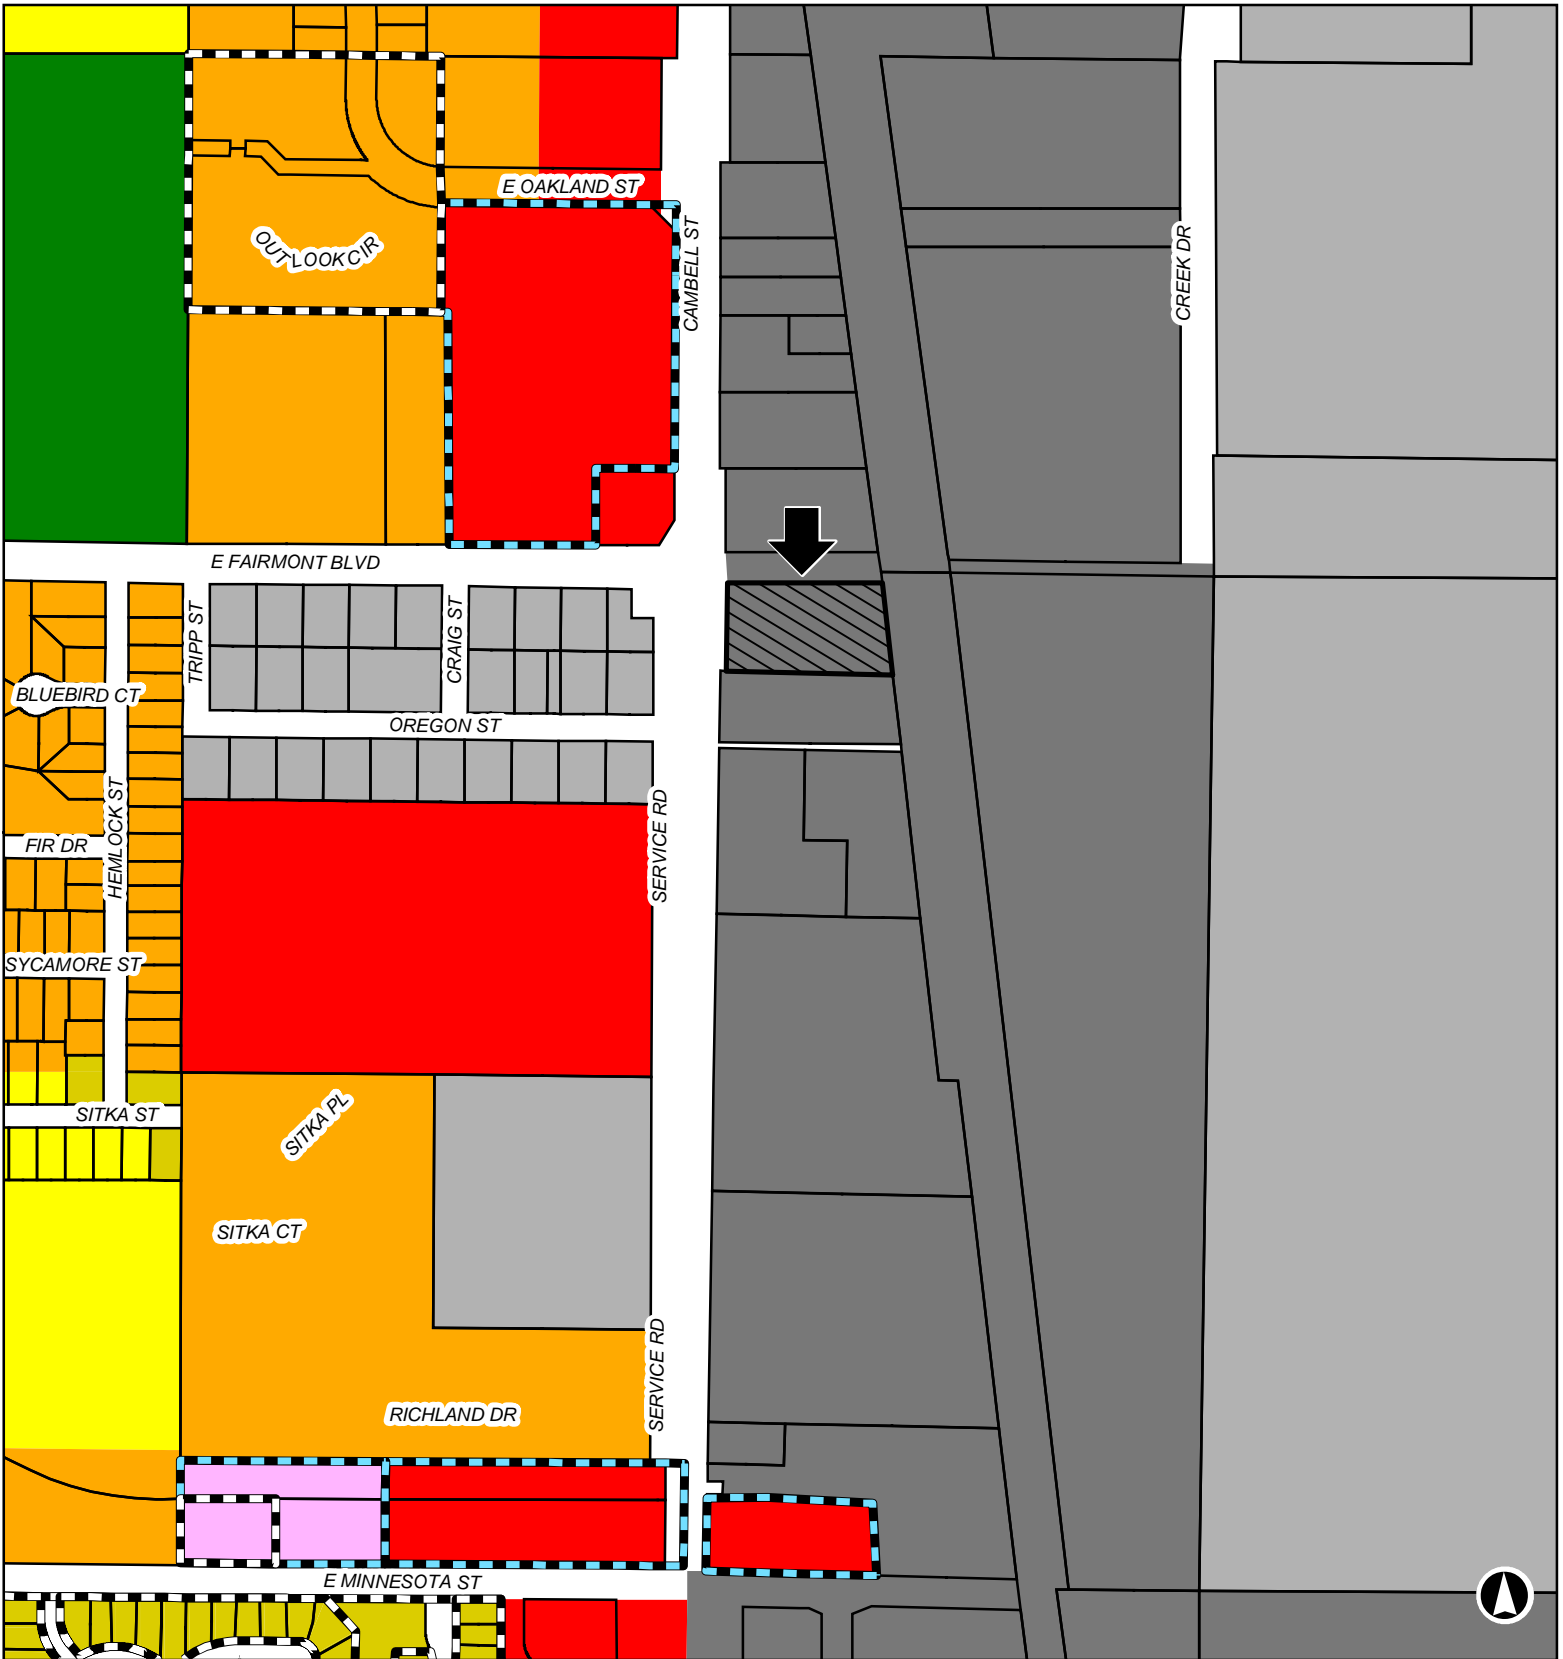 E OAKLAND ST
OUTLOOK CIR
CAMBELL ST
CREEK DR
E FAIRMONT BLVD
TRIPP ST
CRAIG ST
BLUEBIRD CT
OREGON ST
HEMLOCK ST
SERVICE RD
FIR DR
SYCAMORE ST
SITKA PL
SITKA ST
SITKA CT
SERVICE RD
RICHLAND DR
E MINNESOTA ST